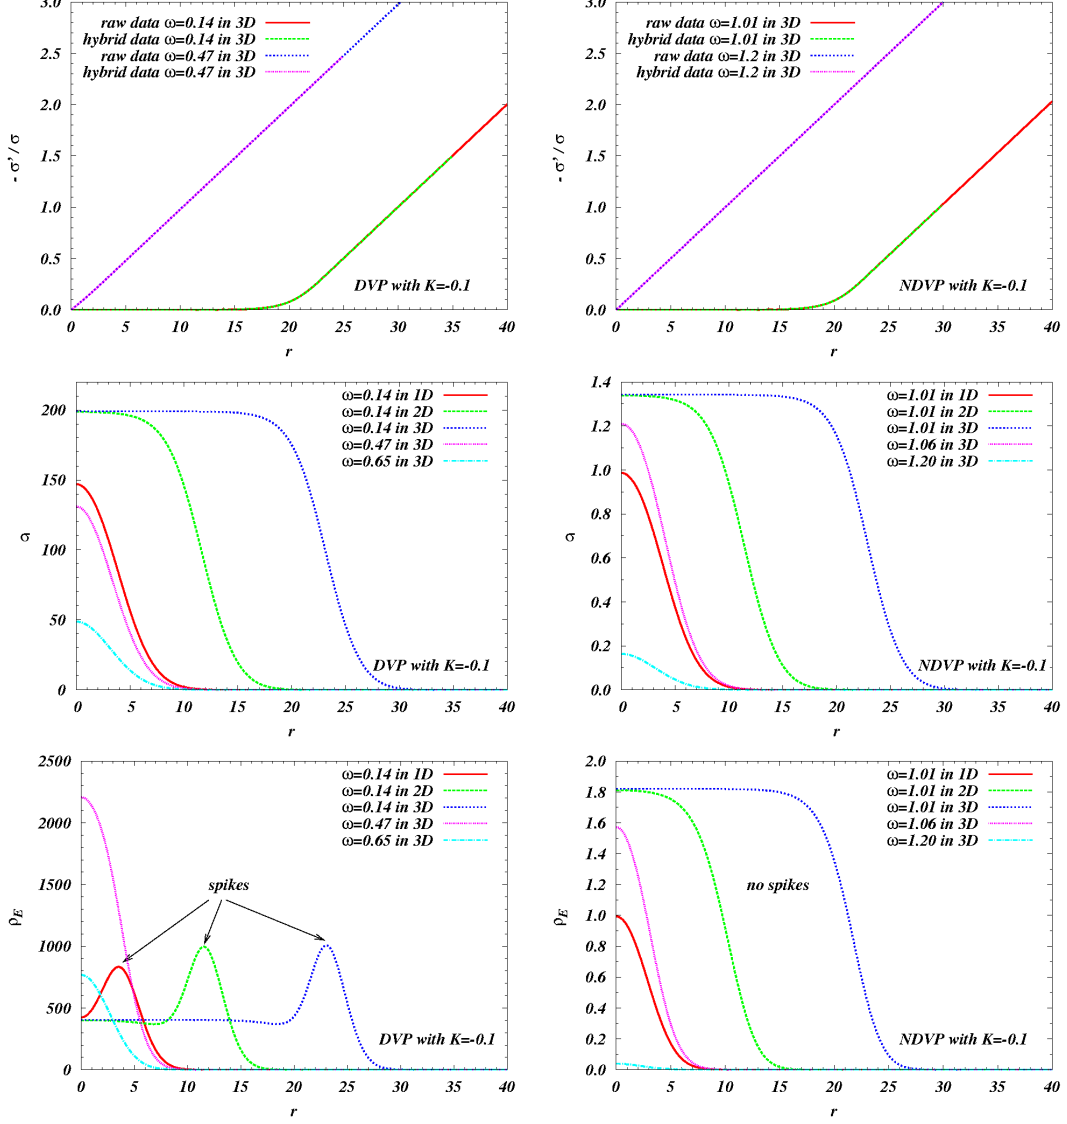 raw data ω=0.14 in 3D
hybrid data ω=0.14 in 3D
raw data ω=0.47 in 3D
hybrid data ω=0.47 in 3D
3.0
2.5
2.0
1.5
1.0
0.5
0.0
- σ' / σ
DVP with K=-0.1
0 5 10 15 20 25 30 35 40
r
raw data ω=1.01 in 3D
hybrid data ω=1.01 in 3D
raw data ω=1.2 in 3D
hybrid data ω=1.2 in 3D
3.0
2.5
2.0
1.5
1.0
0.5
0.0
- σ' / σ
NDVP with K=-0.1
0 5 10 15 20 25 30 35 40
r
ω=0.14 in 1D
ω=0.14 in 2D
ω=0.14 in 3D
ω=0.47 in 3D
ω=0.65 in 3D
200
150
100
50
0
σ
DVP with K=-0.1
0 5 10 15 20 25 30 35 40
r
ω=1.01 in 1D
ω=1.01 in 2D
ω=1.01 in 3D
ω=1.06 in 3D
ω=1.20 in 3D
1.4
1.2
1.0
0.8
0.6
0.4
0.2
0.0
σ
NDVP with K=-0.1
0 5 10 15 20 25 30 35 40
r
ω=0.14 in 1D
ω=0.14 in 2D
ω=0.14 in 3D
ω=0.47 in 3D
ω=0.65 in 3D
2500
2000
1500
1000
500
0
ρE
spikes
DVP with K=-0.1
0 5 10 15 20 25 30 35 40
r
ω=1.01 in 1D
ω=1.01 in 2D
ω=1.01 in 3D
ω=1.06 in 3D
ω=1.20 in 3D
2.0
1.8
1.6
1.4
1.2
1.0
0.8
0.6
0.4
0.2
0.0
ρE
no spikes
NDVP with K=-0.1
0 5 10 15 20 25 30 35 40
r